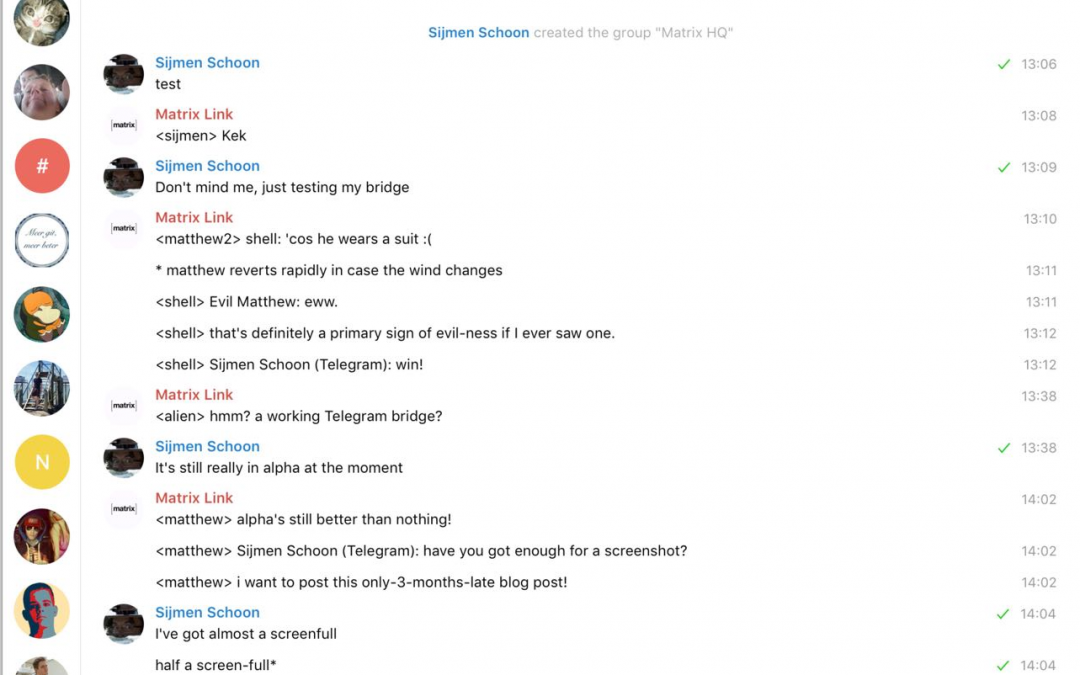 Sijmen Schoon created the group "Matrix HQ"
Sijmen Schoon 13:06
test
Matrix Link 13:08
|matrix|
<sijmen> Kek
#
Sijmen Schoon 13:09
Don't mind me, just testing my bridge
Matrix Link 13:10
|matrix|
<matthew2> shell: 'cos he wears a suit :(
Meer git,
meer beter
* matthew reverts rapidly in case the wind changes 13:11
<shell> Evil Matthew: eww. 13:11
<shell> that's definitely a primary sign of evil-ness if I ever saw one. 13:12
<shell> Sijmen Schoon (Telegram): win! 13:12
Matrix Link 13:38
|matrix|
<alien> hmm? a working Telegram bridge?
Sijmen Schoon 13:38
N
It's still really in alpha at the moment
Matrix Link 14:02
|matrix|
<matthew> alpha's still better than nothing!
<matthew> Sijmen Schoon (Telegram): have you got enough for a screenshot? 14:02
<matthew> i want to post this only-3-months-late blog post! 14:02
Sijmen Schoon 14:04
I've got almost a screenfull
half a screen-full* 14:04